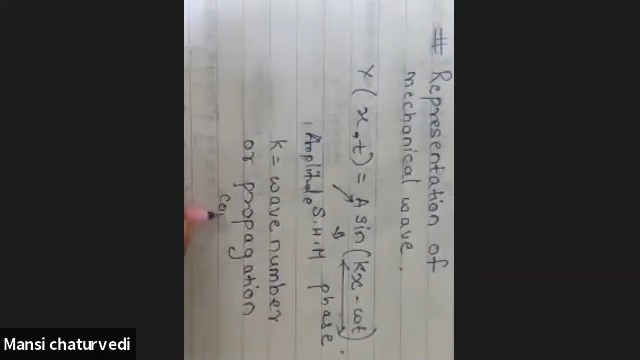 # Representation of
mechanical wave.
Y(x,t) = A sin(kx - ωt)
Amplitude S.H.M phase.
k = wave number
or propagation
Mansi chaturvedi